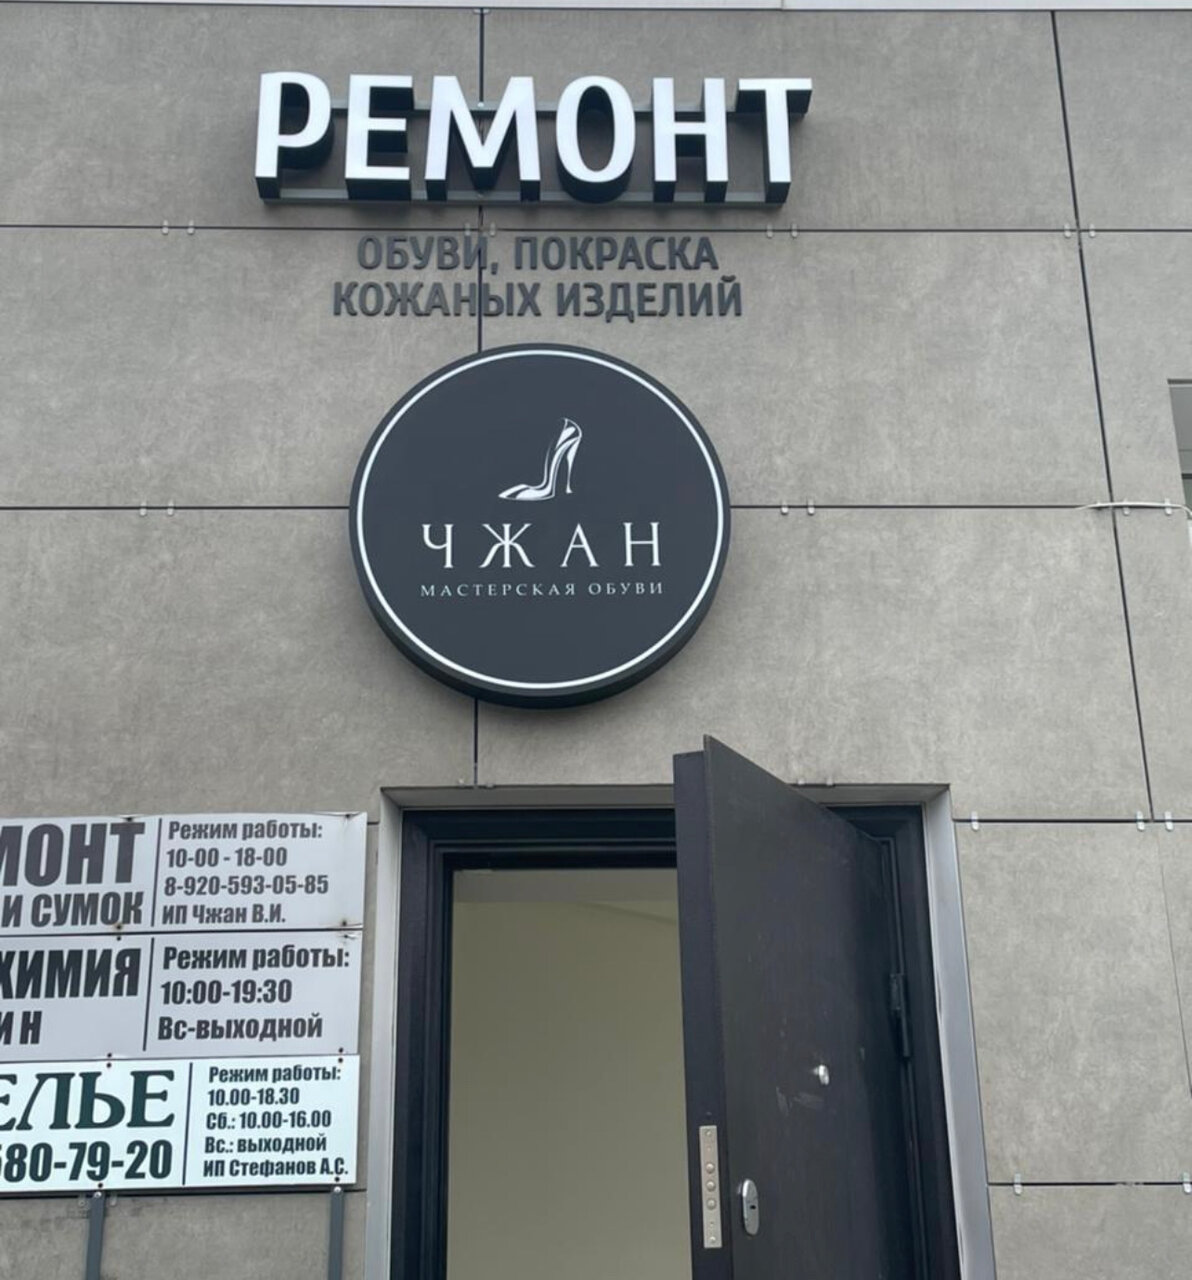 РЕМОНТ
ОБУВИ, ПОКРАСКА
КОЖАНЫХ ИЗДЕЛИЙ
ЧЖАН
МАСТЕРСКАЯ ОБУВИ
МОНТ
И СУМОК
Режим работы:
10-00 - 18-00
8-920-593-05-85
ИП Чжан В.И.
ХИМИЯ
ИН
Режим работы:
10:00-19:30
Вс-выходной
ЕЛЬЕ
580-79-20
Режим работы:
10.00-18.30
Сб.: 10.00-16.00
Вс.: выходной
ИП Стефанов А.С.